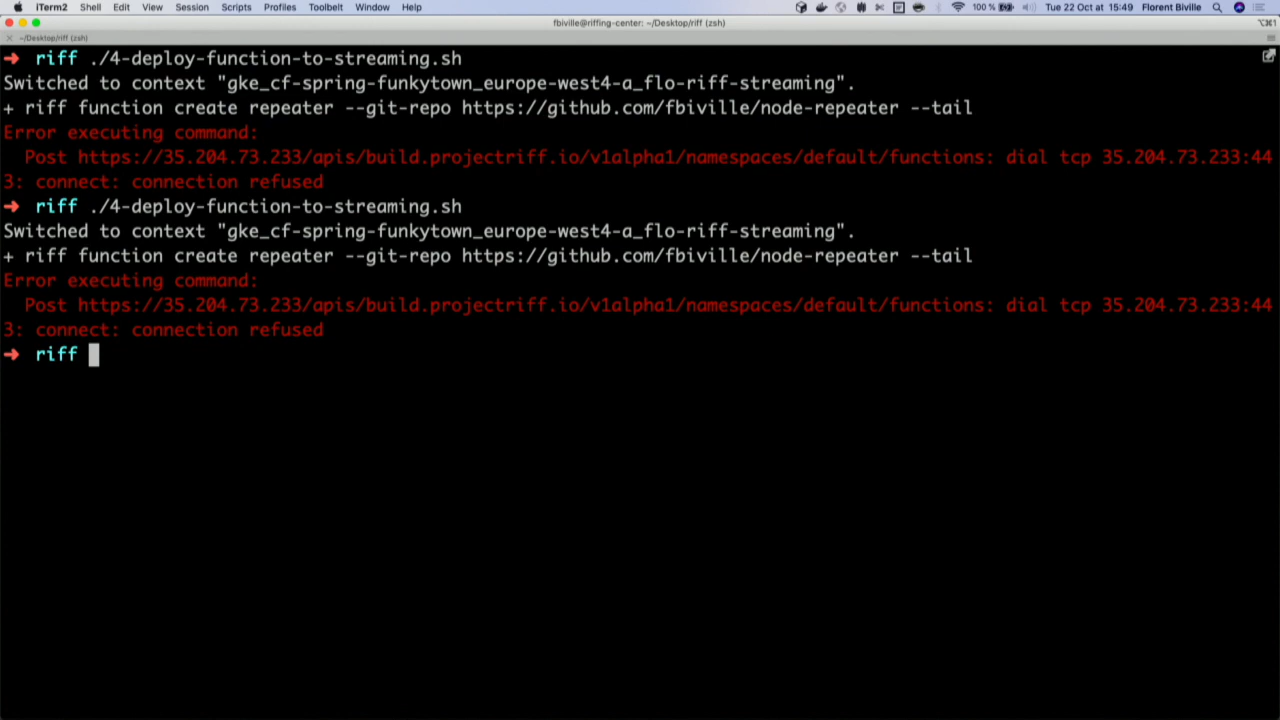 iTerm2 Shell Edit View Session Scripts Profiles Toolbelt Window Help 100 % Tue 22 Oct at 15:49 Florent Biville
fbiville@riffing-center: ~/Desktop/riff (zsh)
⌥⌘1
~/Desktop/riff (zsh)
➜ riff ./4-deploy-function-to-streaming.sh
Switched to context "gke_cf-spring-funkytown_europe-west4-a_flo-riff-streaming".
+ riff function create repeater --git-repo https://github.com/fbiville/node-repeater --tail
Error executing command:
Post https://35.204.73.233/apis/build.projectriff.io/v1alpha1/namespaces/default/functions: dial tcp 35.204.73.233:44
3: connect: connection refused
➜ riff ./4-deploy-function-to-streaming.sh
Switched to context "gke_cf-spring-funkytown_europe-west4-a_flo-riff-streaming".
+ riff function create repeater --git-repo https://github.com/fbiville/node-repeater --tail
Error executing command:
Post https://35.204.73.233/apis/build.projectriff.io/v1alpha1/namespaces/default/functions: dial tcp 35.204.73.233:44
3: connect: connection refused
➜ riff